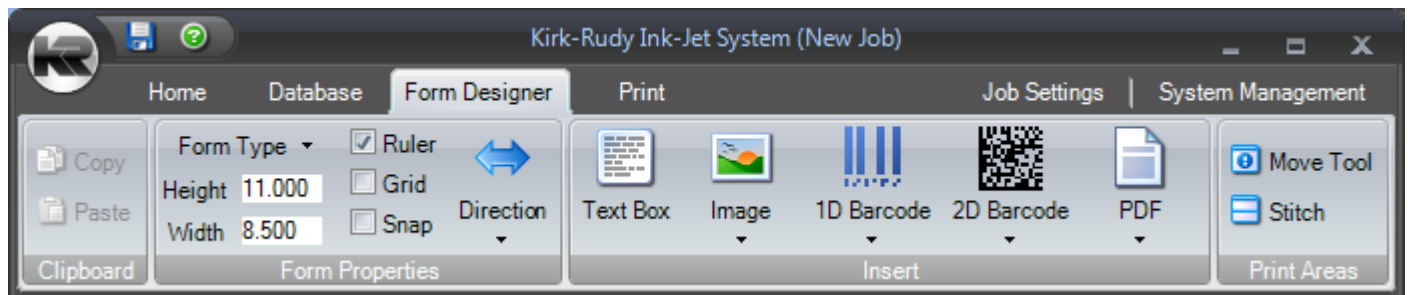 KR
Kirk-Rudy Ink-Jet System (New Job)
Home Database Form Designer Print Job Settings | System Management
Copy
Paste
Clipboard
Form Type
Height 11.000
Width 8.500
Ruler
Grid
Snap
Direction
Form Properties
Text Box
Image
1D Barcode
2D Barcode
PDF
Insert
Move Tool
Stitch
Print Areas